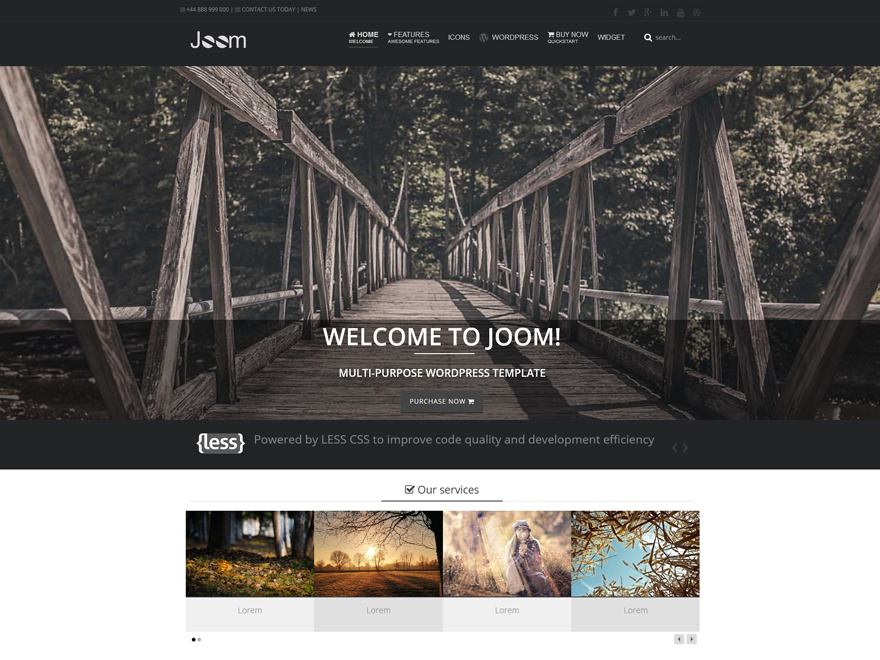 +44 888 999 000 | CONTACT US TODAY | NEWS
Joom
HOME FEATURES ICONS WORDPRESS BUY NOW WIDGET search...
WELCOME AWESOME FEATURES QUICKSTART
WELCOME TO JOOM!
MULTI-PURPOSE WORDPRESS TEMPLATE
PURCHASE NOW
{less} Powered by LESS CSS to improve code quality and development efficiency
Our services
Lorem Lorem Lorem Lorem